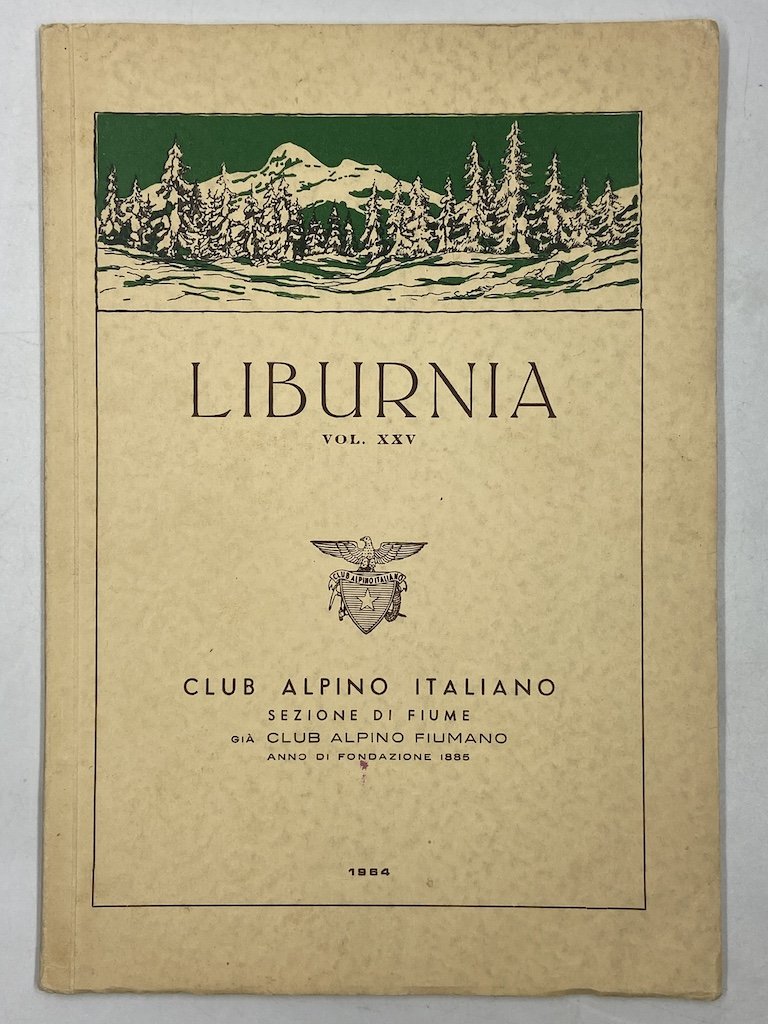 LIBURNIA
VOL. XXV
CLUB ALPINO ITALIANO
CLUB ALPINO ITALIANO
SEZIONE DI FIUME
GIÀ CLUB ALPINO FIUMANO
ANNO DI FONDAZIONE 1885
1964